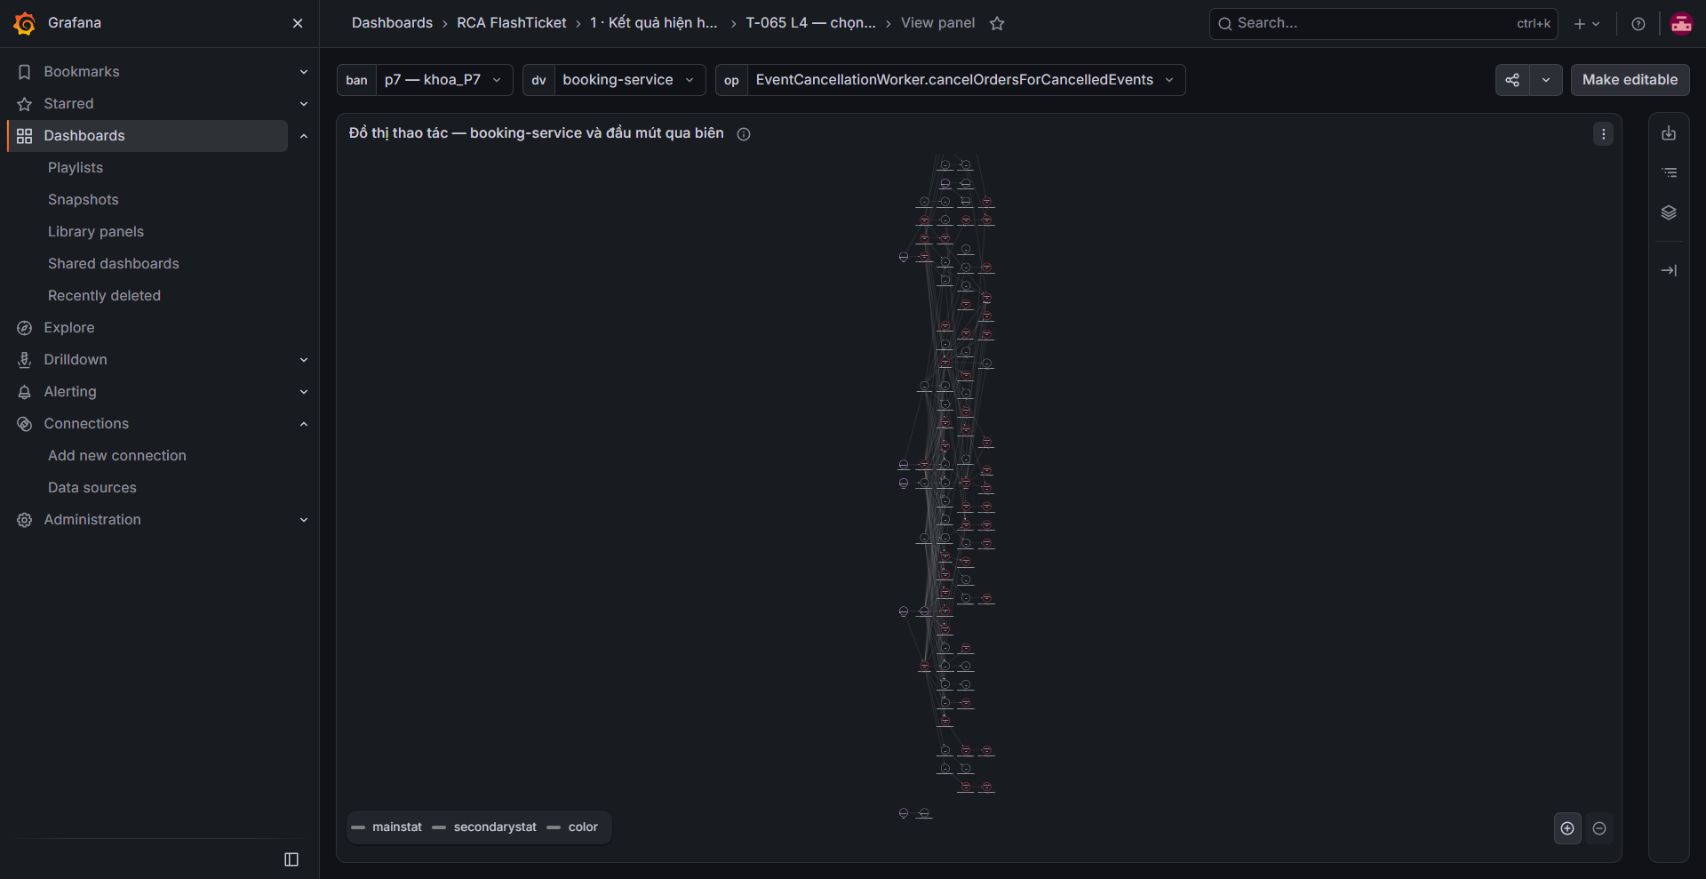 Grafana
Dashboards › RCA FlashTicket › 1 · Kết quả hiện h... › T-065 L4 — chọn... › View panel
Search... ctrl+k
Bookmarks
Starred
Dashboards
Playlists
Snapshots
Library panels
Shared dashboards
Recently deleted
Explore
Drilldown
Alerting
Connections
Add new connection
Data sources
Administration
ban p7 — khoa_P7 dv booking-service op EventCancellationWorker.cancelOrdersForCancelledEvents
Make editable
Đồ thị thao tác — booking-service và đầu mút qua biên
mainstat secondarystat color